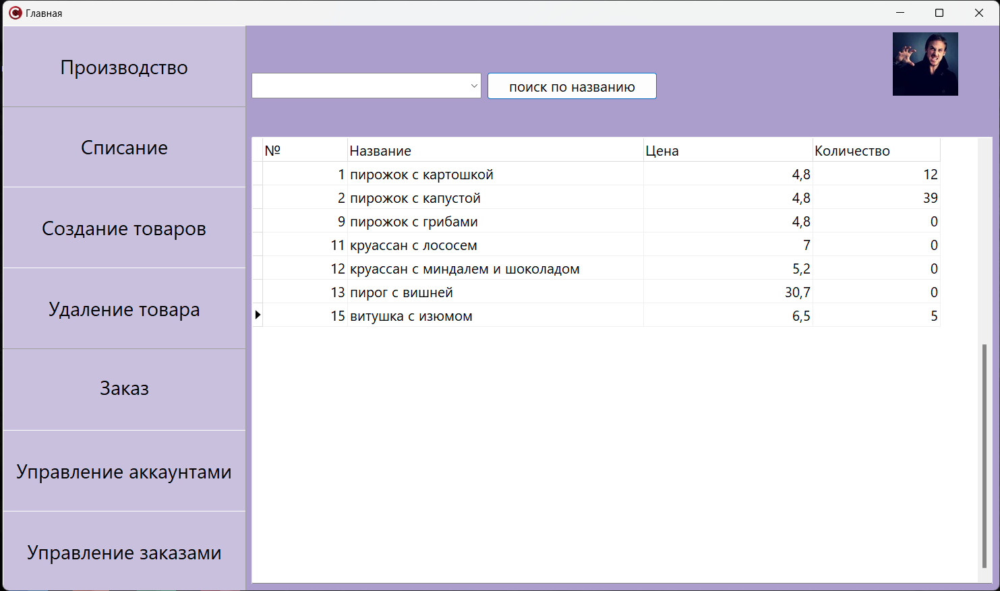 Главная
Производство
Списание
Создание товаров
Удаление товара
Заказ
Управление аккаунтами
Управление заказами
поиск по названию
№ Название Цена Количество
1 пирожок с картошкой 4,8 12
2 пирожок с капустой 4,8 39
9 пирожок с грибами 4,8 0
11 круассан с лососем 7 0
12 круассан с миндалем и шоколадом 5,2 0
13 пирог с вишней 30,7 0
15 витушка с изюмом 6,5 5